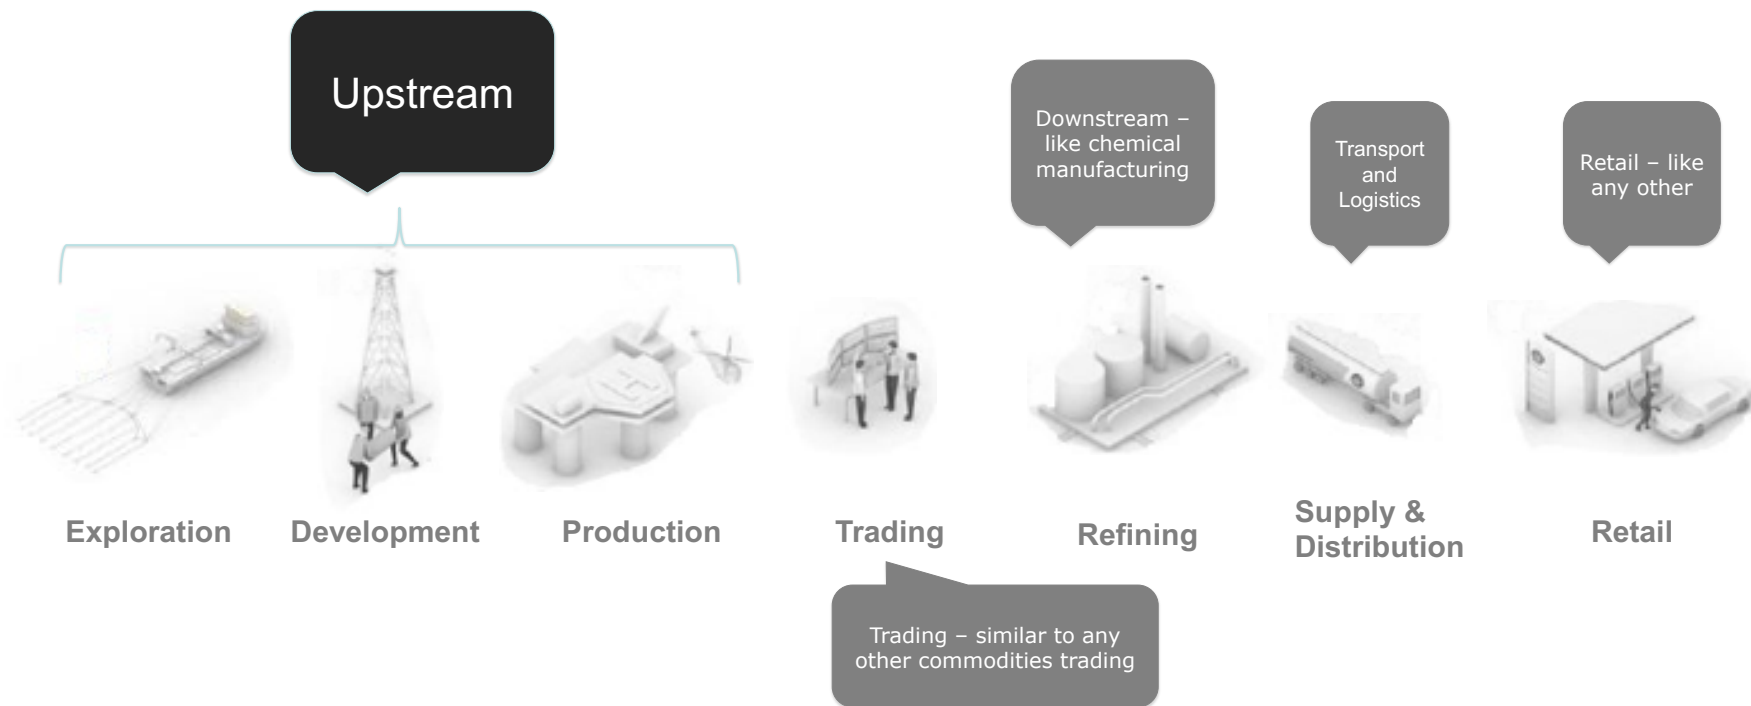 Upstream
Downstream –
like chemical
manufacturing
Transport
and
Logistics
Retail – like
any other
Exploration
Development
Production
Trading
Refining
Supply &
Distribution
Retail
Trading – similar to any
other commodities trading